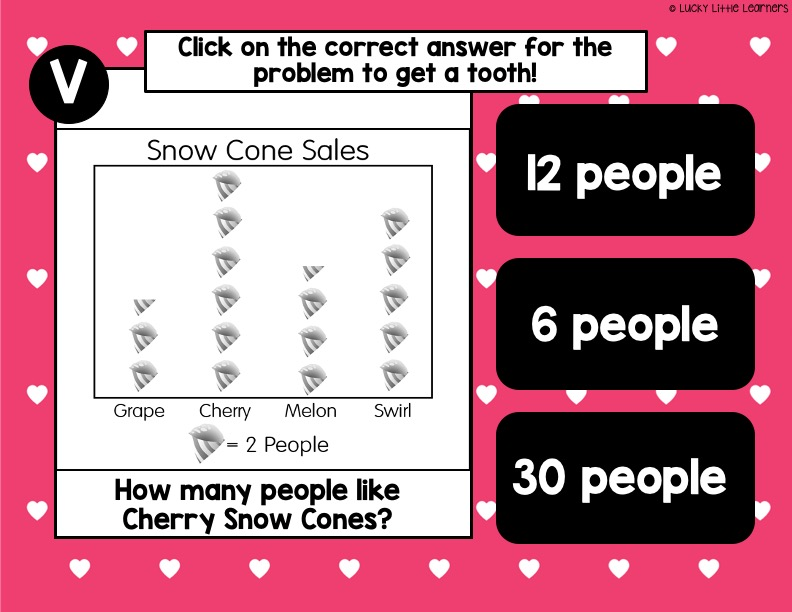 © Lucky Little Learners
Click on the correct answer for the
problem to get a tooth!
V
Snow Cone Sales
Grape Cherry Melon Swirl
= 2 People
How many people like
Cherry Snow Cones?
12 people
6 people
30 people